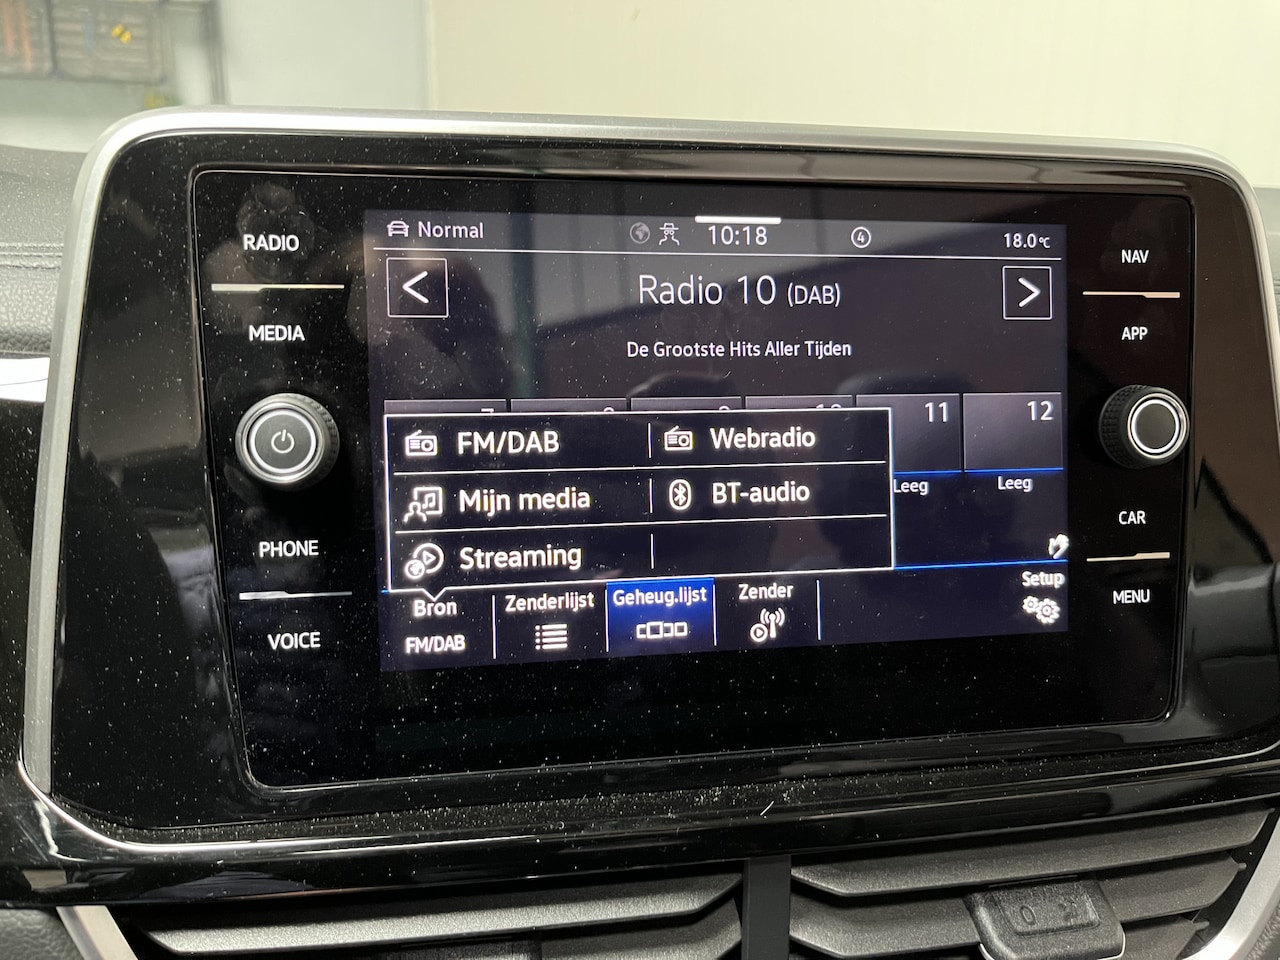 RADIO
MEDIA
PHONE
VOICE
Normal
10:18
4
18.0°C
Radio 10 (DAB)
De Grootste Hits Aller Tijden
11
12
FM/DAB
Webradio
Mijn media
BT-audio
Streaming
Leeg
Leeg
Bron
FM/DAB
Zenderlijst
Geheug.lijst
Zender
Setup
NAV
APP
CAR
MENU
0